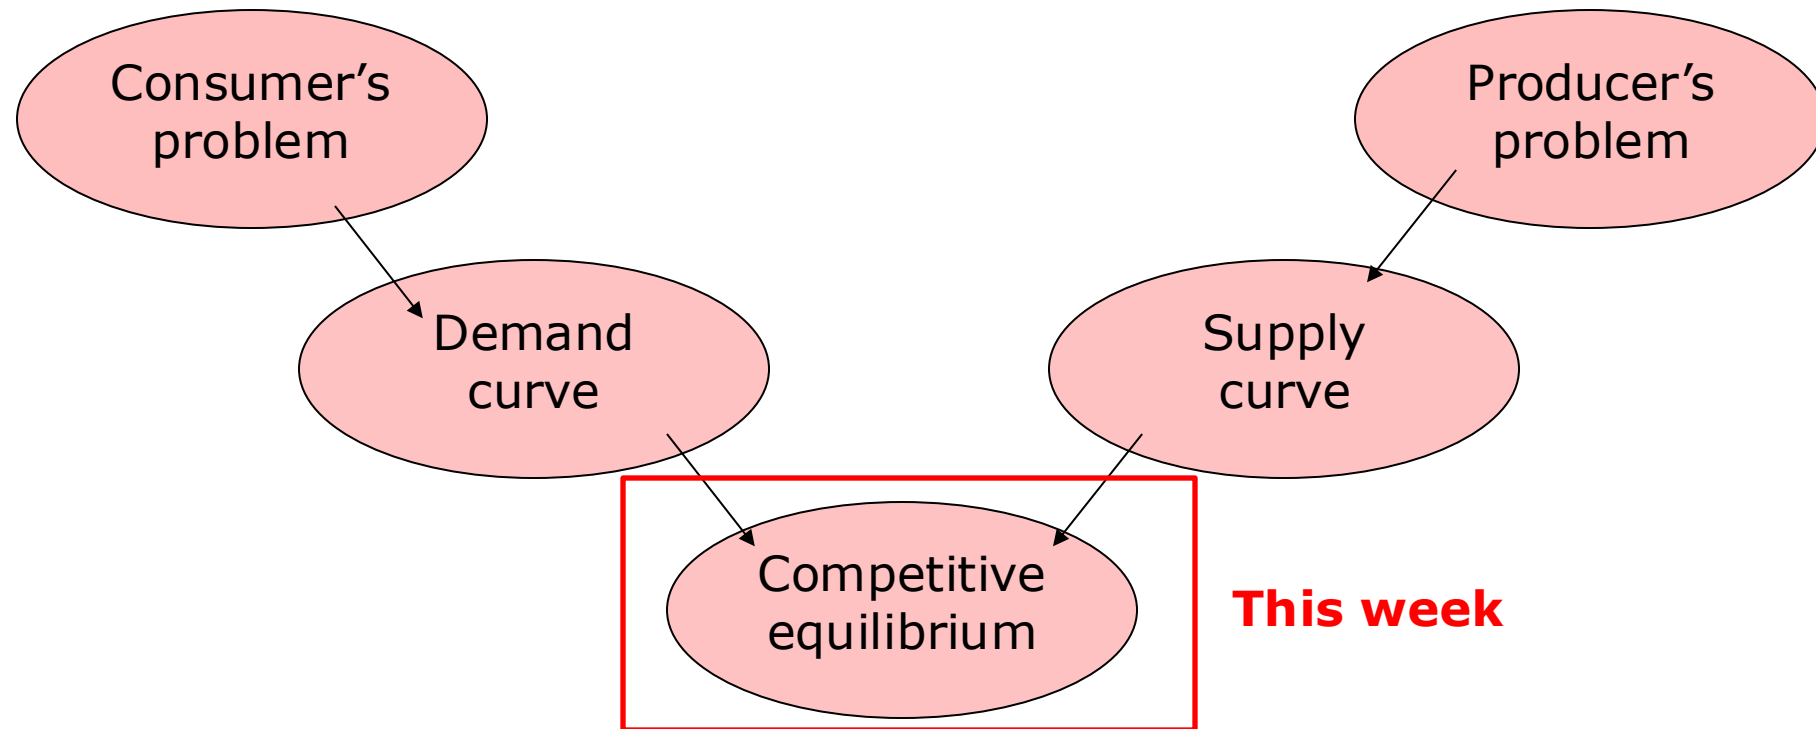 Consumer’s
problem
Producer’s
problem
Demand
curve
Supply
curve
Competitive
equilibrium
This week